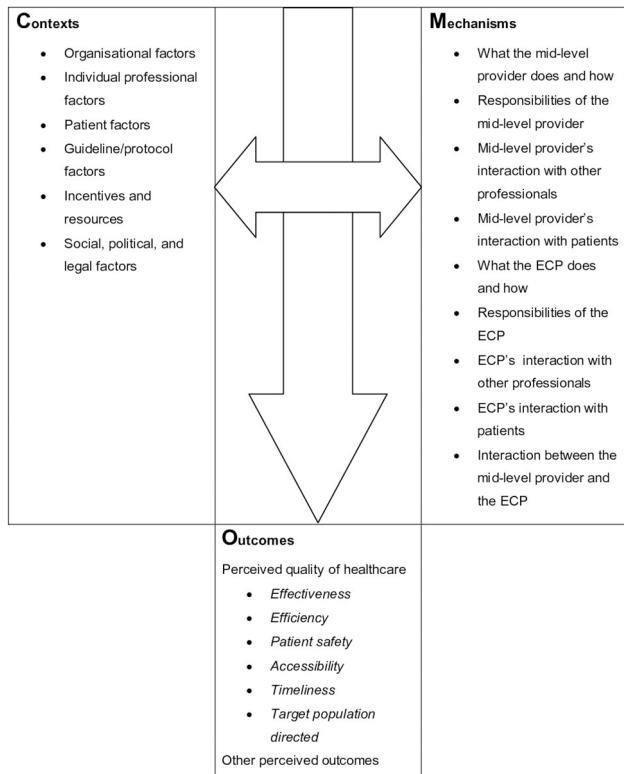 Contexts
• Organisational factors
• Individual professional
factors
• Patient factors
• Guideline/protocol
factors
• Incentives and
resources
• Social, political, and
legal factors
Mechanisms
• What the mid-level
provider does and how
• Responsibilities of the
mid-level provider
• Mid-level provider's
interaction with other
professionals
• Mid-level provider's
interaction with patients
• What the ECP does
and how
• Responsibilities of the
ECP
• ECP's interaction with
other professionals
• ECP's interaction with
patients
• Interaction between the
mid-level provider and
the ECP
Outcomes
Perceived quality of healthcare
• Effectiveness
• Efficiency
• Patient safety
• Accessibility
• Timeliness
• Target population
directed
Other perceived outcomes